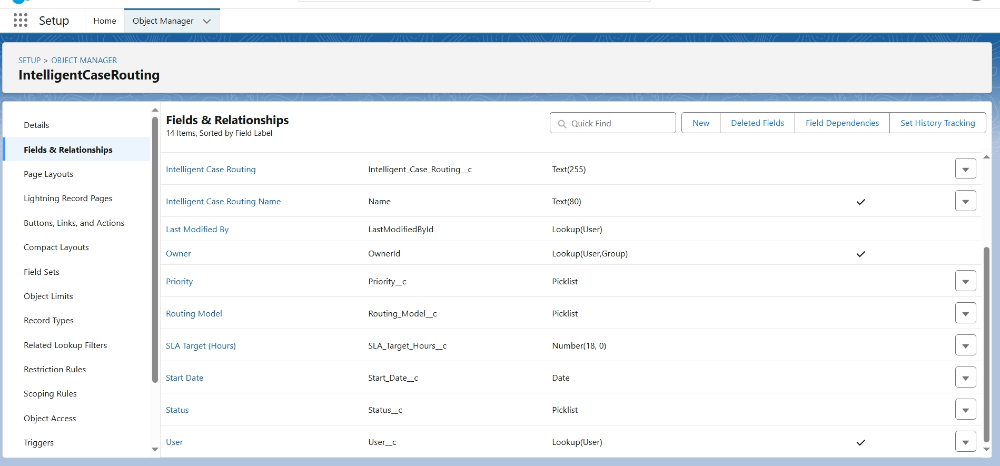 Setup
Home
Object Manager
SETUP > OBJECT MANAGER
IntelligentCaseRouting
Details
Fields & Relationships
Page Layouts
Lightning Record Pages
Buttons, Links, and Actions
Compact Layouts
Field Sets
Object Limits
Record Types
Related Lookup Filters
Restriction Rules
Scoping Rules
Object Access
Triggers
Fields & Relationships
14 Items, Sorted by Field Label
Quick Find
New
Deleted Fields
Field Dependencies
Set History Tracking
Intelligent Case Routing Intelligent_Case_Routing__c Text(255)
Intelligent Case Routing Name Name Text(80)
Last Modified By LastModifiedById Lookup(User)
Owner OwnerId Lookup(User,Group)
Priority Priority__c Picklist
Routing Model Routing_Model__c Picklist
SLA Target (Hours) SLA_Target_Hours__c Number(18, 0)
Start Date Start_Date__c Date
Status Status__c Picklist
User User__c Lookup(User)